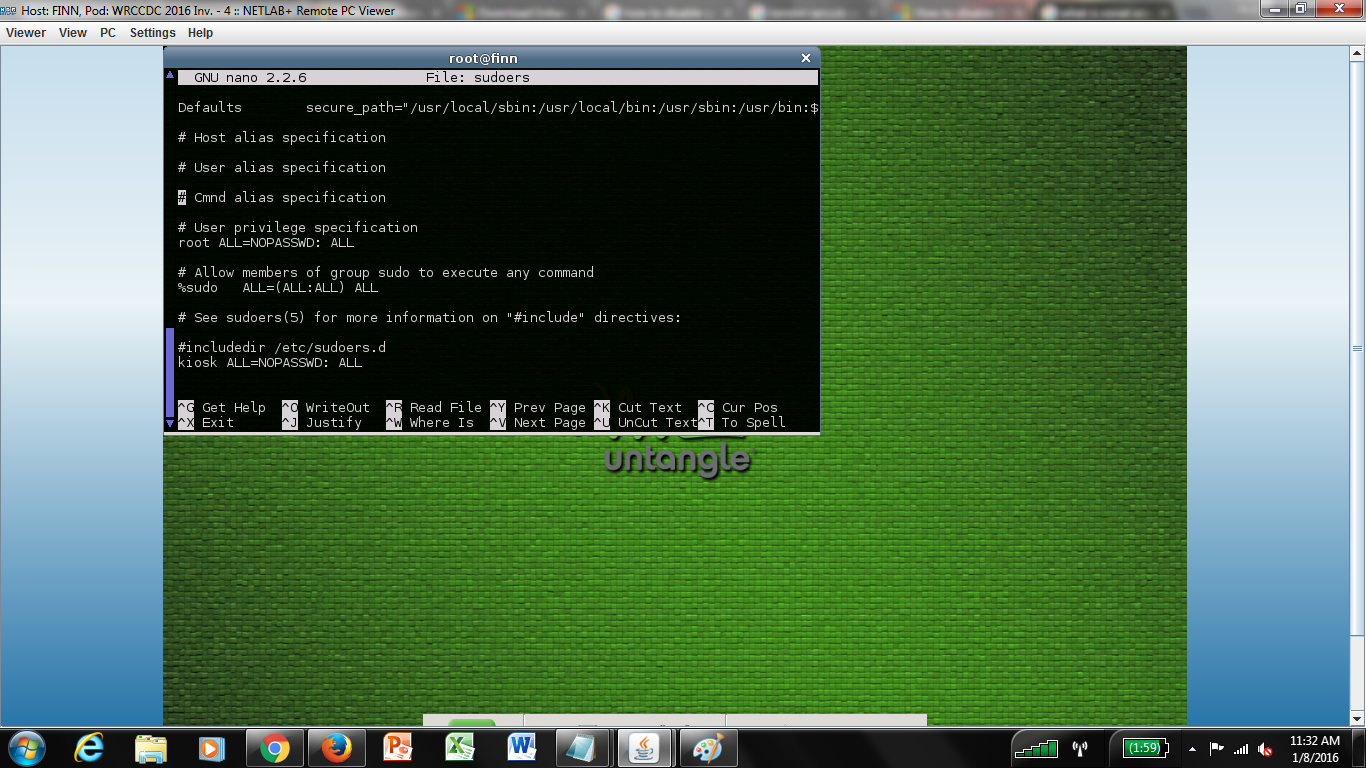 Host: FINN, Pod: WRCCDC 2016 Inv. - 4 :: NETLAB+ Remote PC Viewer
Viewer View PC Settings Help
root@finn
GNU nano 2.2.6 File: sudoers
Defaults secure_path="/usr/local/sbin:/usr/local/bin:/usr/sbin:/usr/bin:$
# Host alias specification
# User alias specification
# Cmnd alias specification
# User privilege specification
root ALL=NOPASSWD: ALL
# Allow members of group sudo to execute any command
%sudo ALL=(ALL:ALL) ALL
# See sudoers(5) for more information on "#include" directives:
#includedir /etc/sudoers.d
kiosk ALL=NOPASSWD: ALL
^G Get Help ^O WriteOut ^R Read File ^Y Prev Page ^K Cut Text ^C Cur Pos
^X Exit ^J Justify ^W Where Is ^V Next Page ^U UnCut Text ^T To Spell
untangle
(1:59)
11:32 AM
1/8/2016